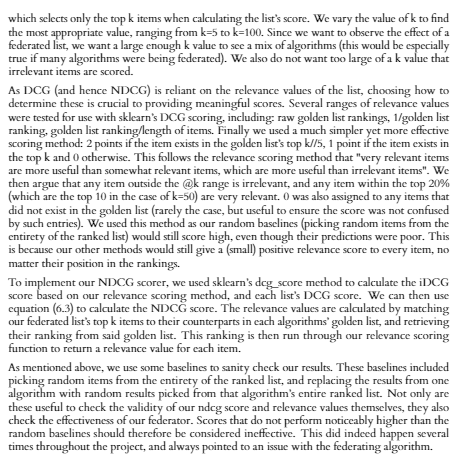 which selects only the top k items when calculating the list's score. We vary the value of k to find
the most appropriate value, ranging from k=5 to k=100. Since we want to observe the effect of a
federated list, we want a large enough k value to see a mix of algorithms (this would be especially
true if many algorithms were being federated). We also do not want too large of a k value that
irrelevant items are scored.
As DCG (and hence NDCG) is reliant on the relevance values of the list, choosing how to
determine these is crucial to providing meaningful scores. Several ranges of relevance values
were tested for use with sklearn's DCG scoring, including: raw golden list rankings, 1/golden list
ranking, golden list ranking/length of items. Finally we used a much simpler yet more effective
scoring method: 2 points if the item exists in the golden list's top k//5, 1 point if the item exists in
the top k and 0 otherwise. This follows the relevance scoring method that "very relevant items
are more useful than somewhat relevant items, which are more useful than irrelevant items". We
then argue that any item outside the @k range is irrelevant, and any item within the top 20%
(which are the top 10 in the case of k=50) are very relevant. 0 was also assigned to any items that
did not exist in the golden list (rarely the case, but useful to ensure the score was not confused
by such entries). We used this method as our random baselines (picking random items from the
entirety of the ranked list) would still score high, even though their predictions were poor. This
is because our other methods would still give a (small) positive relevance score to every item, no
matter their position in the rankings.
To implement our NDCG scorer, we used sklearn's dcg_score method to calculate the iDCG
score based on our relevance scoring method, and each list's DCG score. We can then use
equation (6.3) to calculate the NDCG score. The relevance values are calculated by matching
our federated list's top k items to their counterparts in each algorithms' golden list, and retrieving
their ranking from said golden list. This ranking is then run through our relevance scoring
function to return a relevance value for each item.
As mentioned above, we use some baselines to sanity check our results. These baselines included
picking random items from the entirety of the ranked list, and replacing the results from one
algorithm with random results picked from that algorithm's entire ranked list. Not only are
these useful to check the validity of our ndcg score and relevance values themselves, they also
check the effectiveness of our federator. Scores that do not perform noticeably higher than the
random baselines should therefore be considered ineffective. This did indeed happen several
times throughout the project, and always pointed to an issue with the federating algorithm.